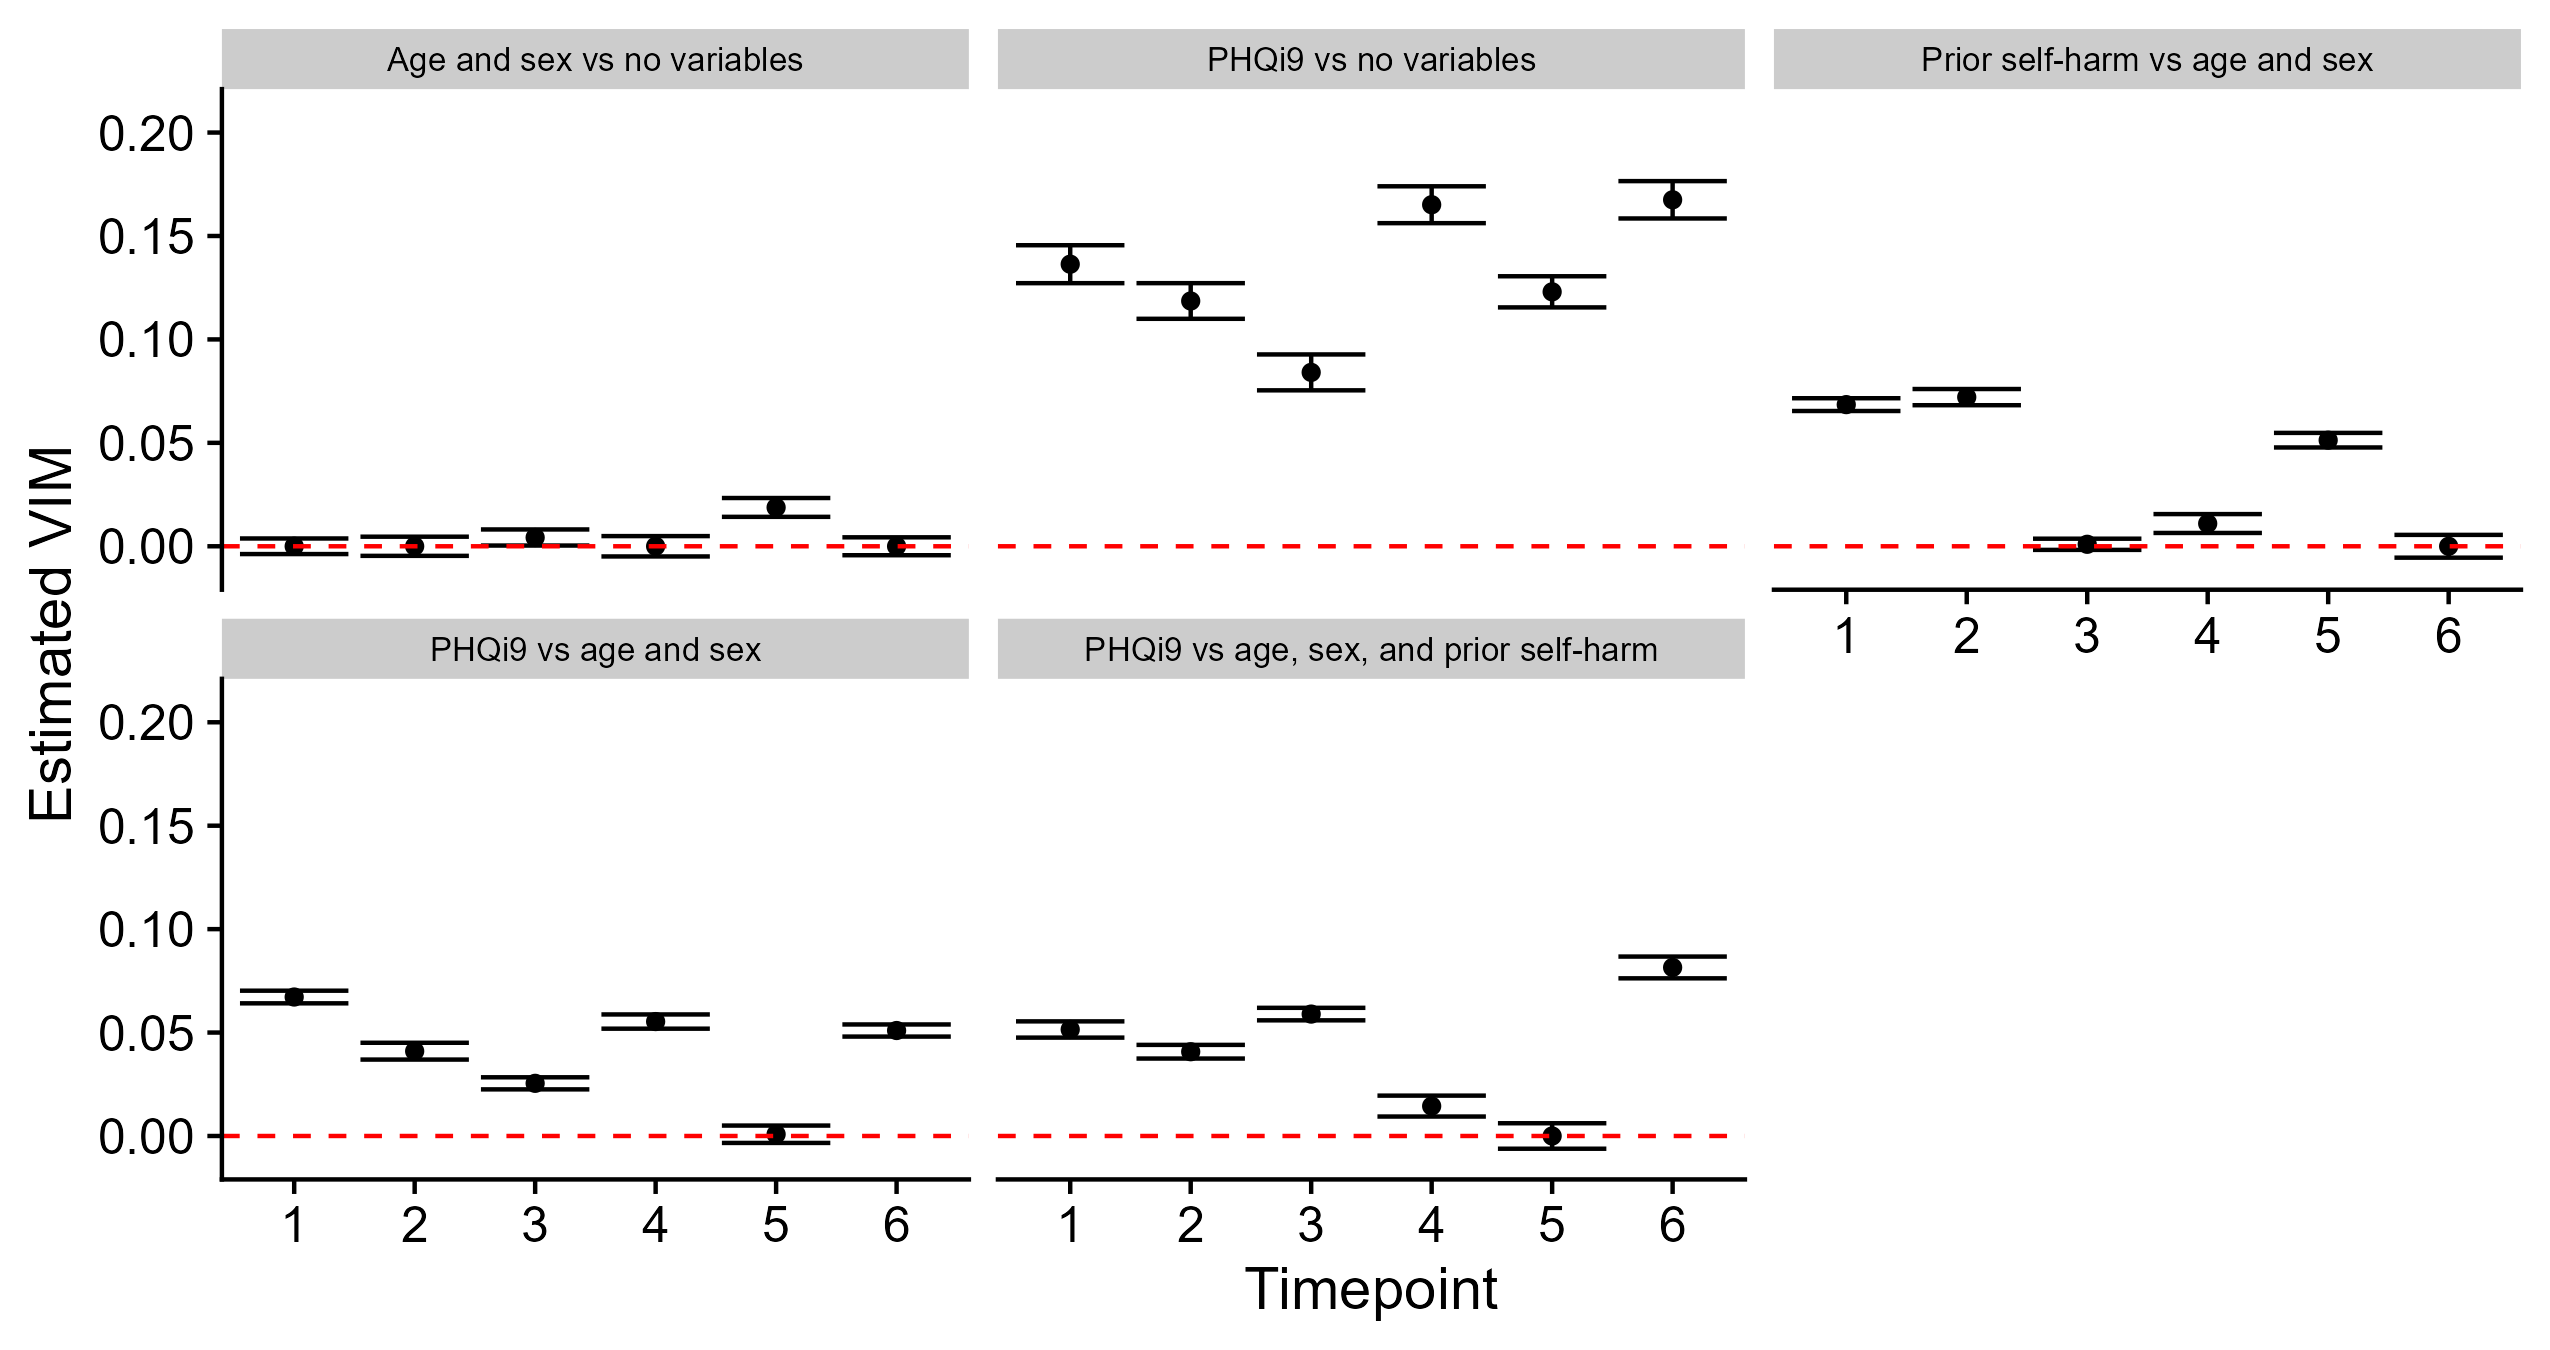 Age and sex vs no variables
PHQi9 vs no variables
Prior self-harm vs age and sex
0.20
0.15
0.10
0.05
0.00
1 2 3 4 5 6
PHQi9 vs age and sex
PHQi9 vs age, sex, and prior self-harm
0.20
0.15
0.10
0.05
0.00
1 2 3 4 5 6
1 2 3 4 5 6
Estimated VIM
Timepoint